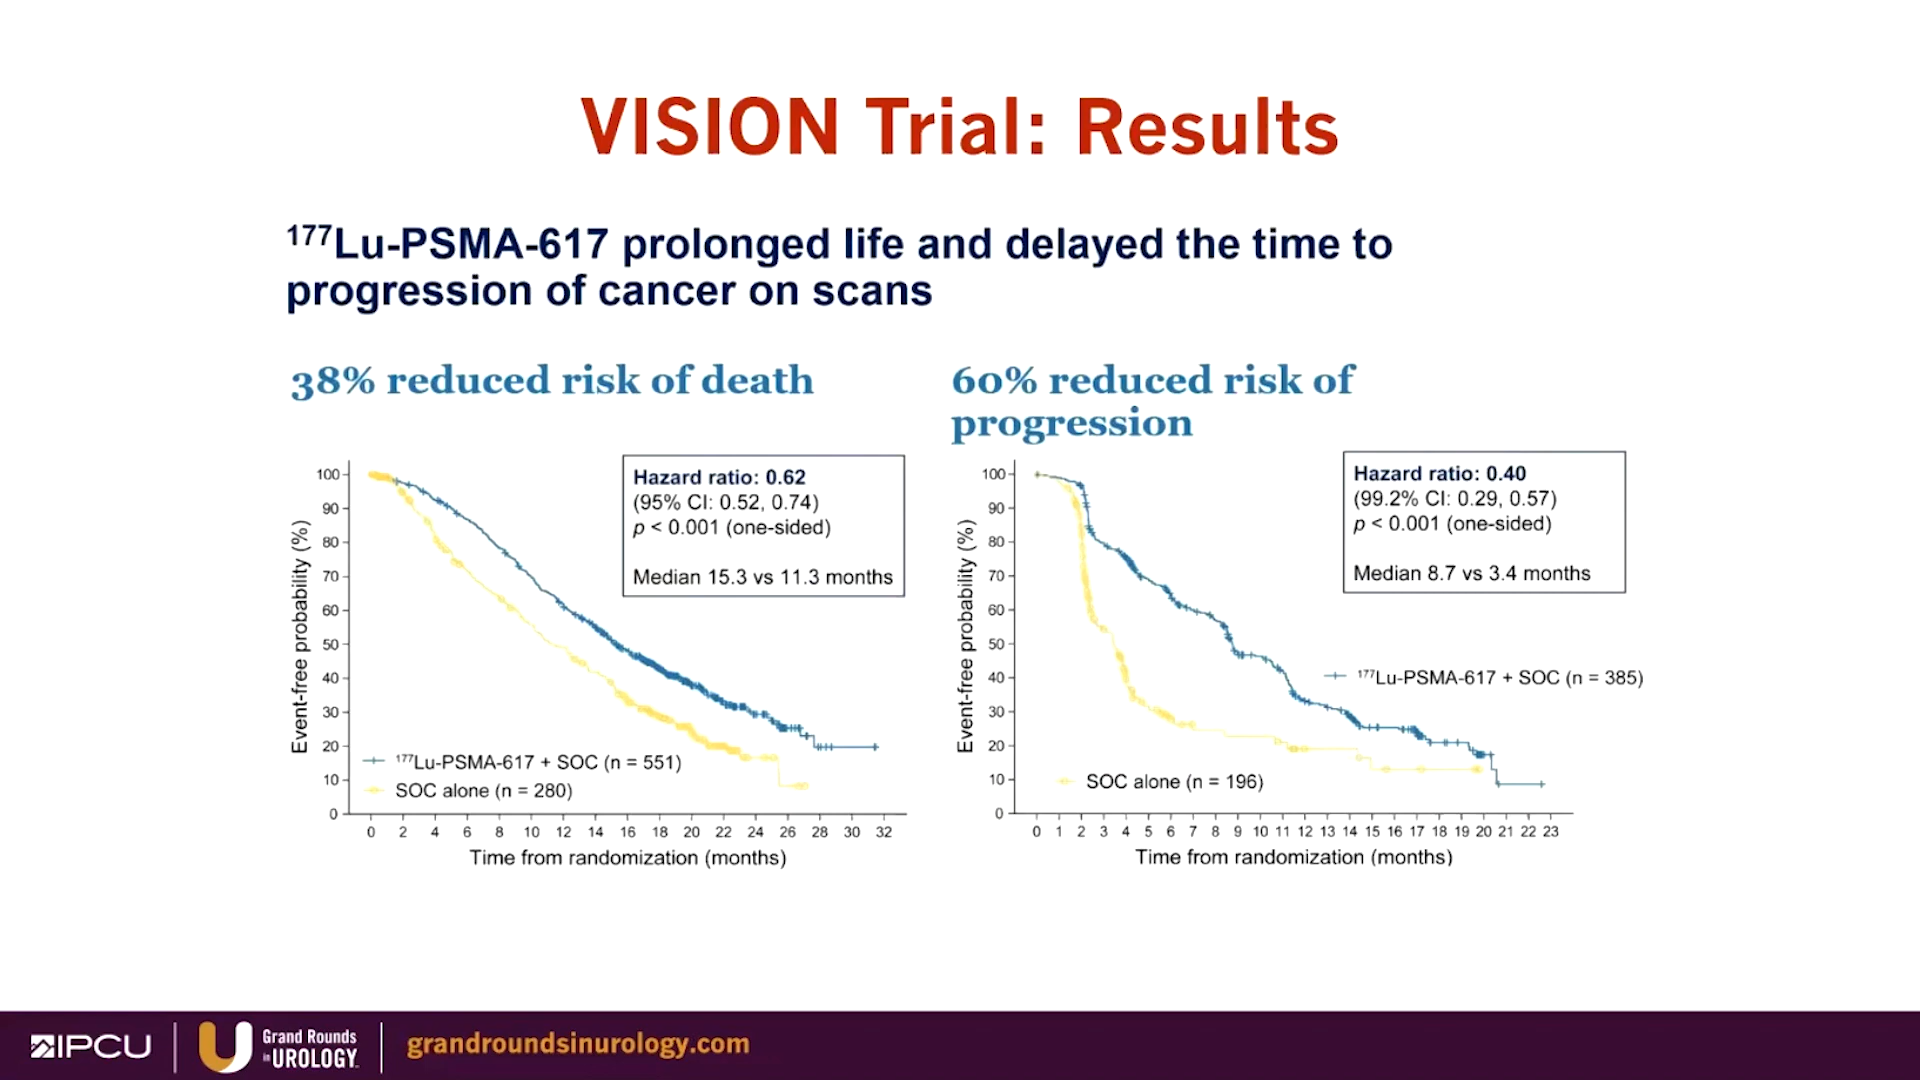 VISION Trial: Results
¹⁷⁷Lu-PSMA-617 prolonged life and delayed the time to
progression of cancer on scans
38% reduced risk of death
60% reduced risk of
progression
Hazard ratio: 0.62
(95% CI: 0.52, 0.74)
p < 0.001 (one-sided)
Median 15.3 vs 11.3 months
Event-free probability (%)
100
90
80
70
60
50
40
30
20
10
0
¹⁷⁷Lu-PSMA-617 + SOC (n = 551)
SOC alone (n = 280)
0 2 4 6 8 10 12 14 16 18 20 22 24 26 28 30 32
Time from randomization (months)
Hazard ratio: 0.40
(99.2% CI: 0.29, 0.57)
p < 0.001 (one-sided)
Median 8.7 vs 3.4 months
Event-free probability (%)
100
90
80
70
60
50
40
30
20
10
0
¹⁷⁷Lu-PSMA-617 + SOC (n = 385)
SOC alone (n = 196)
0 1 2 3 4 5 6 7 8 9 10 11 12 13 14 15 16 17 18 19 20 21 22 23
Time from randomization (months)
IPCU
Grand Rounds
in UROLOGY
grandroundsinurology.com